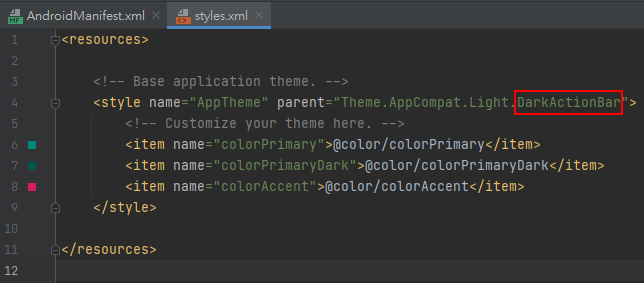 AndroidManifest.xml styles.xml
1 <resources>
2
3 <!-- Base application theme. -->
4 <style name="AppTheme" parent="Theme.AppCompat.Light.DarkActionBar">
5 <!-- Customize your theme here. -->
6 <item name="colorPrimary">@color/colorPrimary</item>
7 <item name="colorPrimaryDark">@color/colorPrimaryDark</item>
8 <item name="colorAccent">@color/colorAccent</item>
9 </style>
10
11 </resources>
12